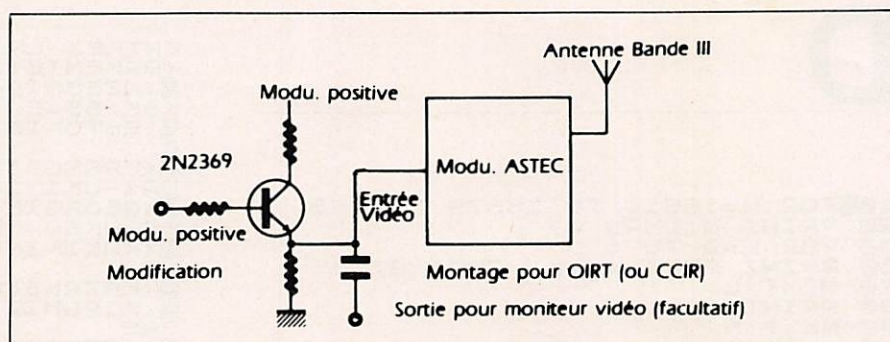 Antenne Bande III
Modu. positive
2N2369
Modu. ASTEC
Entrée
Vidéo
Modu. positive
Modification
Montage pour OIRT (ou CCIR)
Sortie pour moniteur vidéo (facultatif)